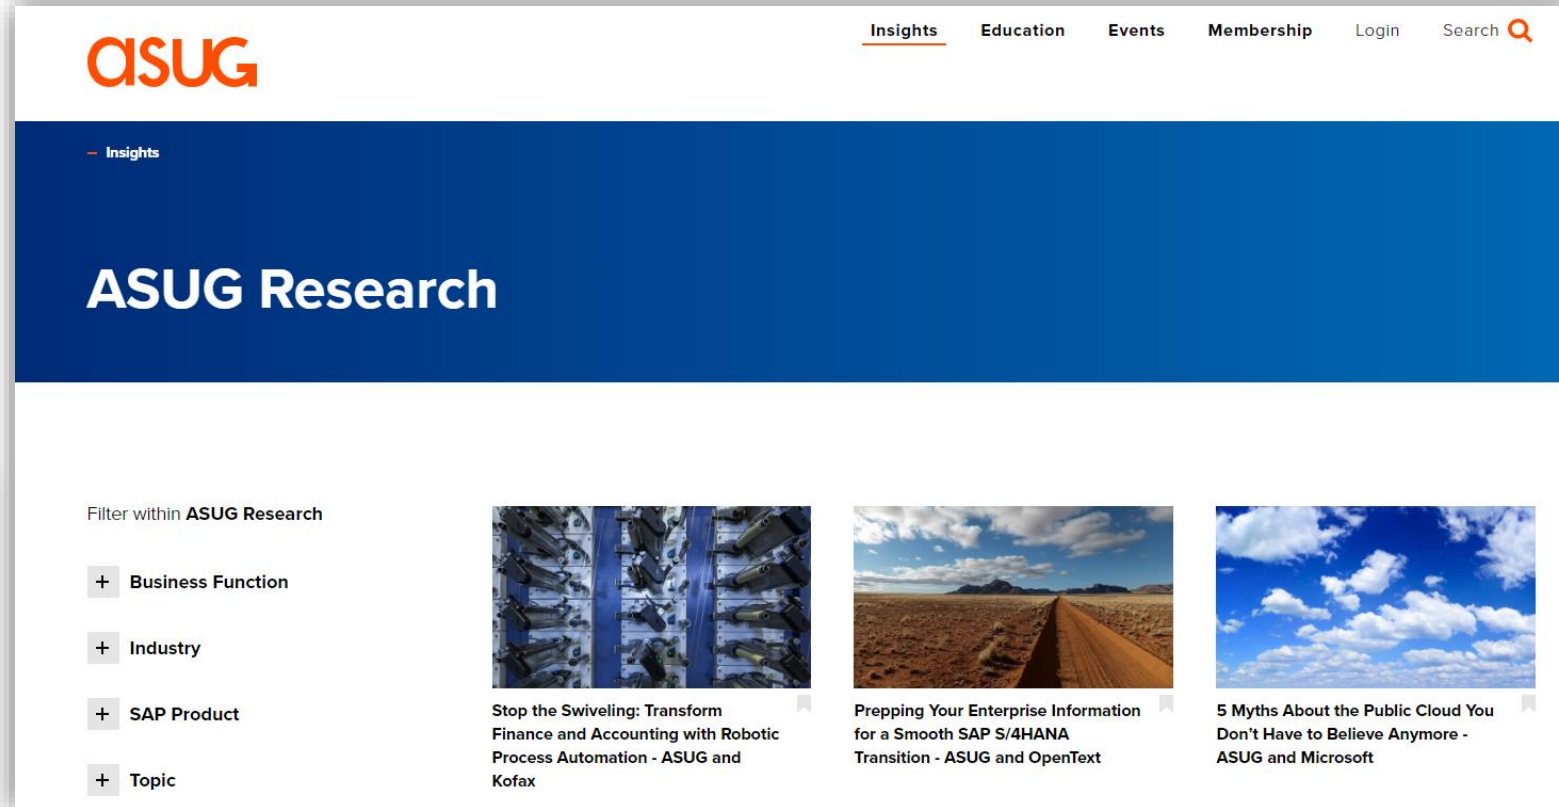 asug
Insights Education Events Membership Login Search
– Insights
ASUG Research
Filter within ASUG Research
+ Business Function
+ Industry
+ SAP Product
+ Topic
Stop the Swiveling: Transform
Finance and Accounting with Robotic
Process Automation - ASUG and
Kofax
Prepping Your Enterprise Information
for a Smooth SAP S/4HANA
Transition - ASUG and OpenText
5 Myths About the Public Cloud You
Don’t Have to Believe Anymore -
ASUG and Microsoft